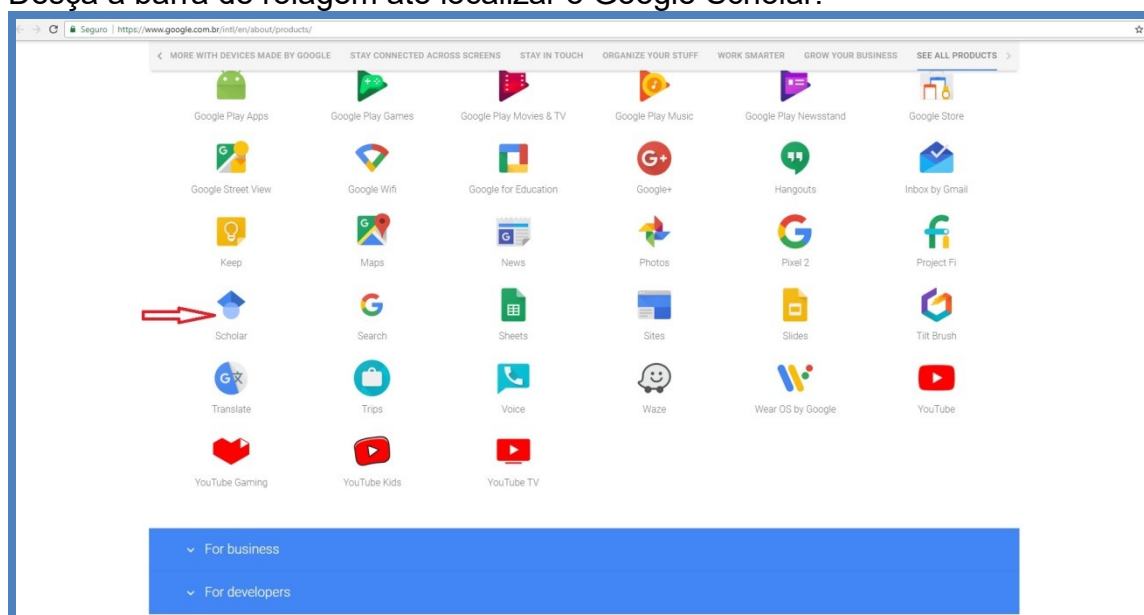 Desça a barra de rolagem até localizar o Google Scholar:
Seguro | https://www.google.com.br/intl/en/about/products/
MORE WITH DEVICES MADE BY GOOGLE STAY CONNECTED ACROSS SCREENS STAY IN TOUCH ORGANIZE YOUR STUFF WORK SMARTER GROW YOUR BUSINESS SEE ALL PRODUCTS
Google Play Apps Google Play Games Google Play Movies & TV Google Play Music Google Play Newsstand Google Store
Google Street View Google Wifi Google for Education Google+ Hangouts Inbox by Gmail
Keep Maps News Photos Pixel 2 Project Fi
Scholar Search Sheets Sites Slides Tilt Brush
Translate Trips Voice Waze Wear OS by Google YouTube
YouTube Gaming YouTube Kids YouTube TV
For business
For developers